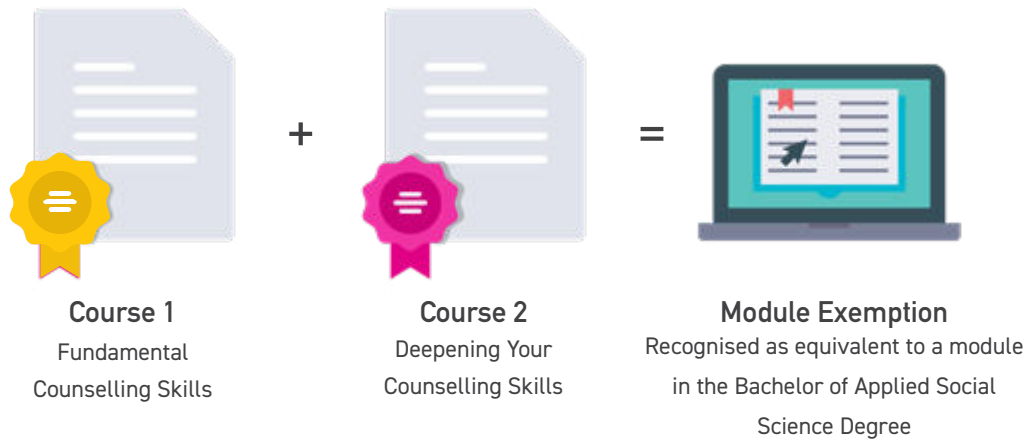 +
=
Course 1
Fundamental
Counselling Skills
Course 2
Deepening Your
Counselling Skills
Module Exemption
Recognised as equivalent to a module
in the Bachelor of Applied Social
Science Degree